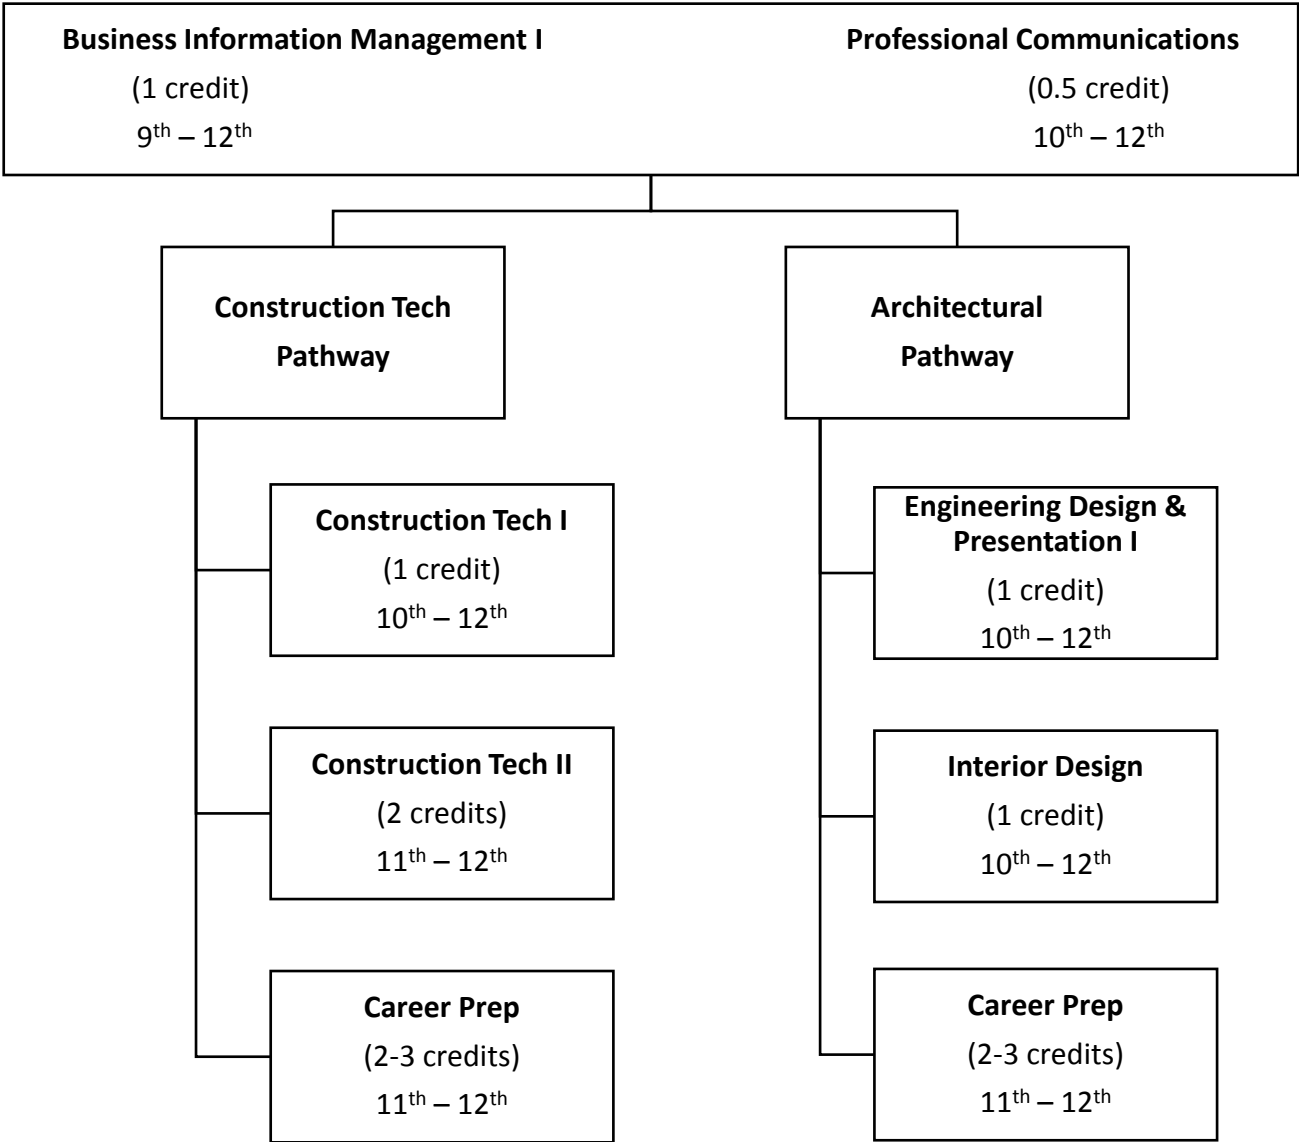 Business Information Management I
(1 credit)
9th – 12th
Professional Communications
(0.5 credit)
10th – 12th
Construction Tech
Pathway
Construction Tech I
(1 credit)
10th – 12th
Construction Tech II
(2 credits)
11th – 12th
Career Prep
(2-3 credits)
11th – 12th
Architectural
Pathway
Engineering Design &
Presentation I
(1 credit)
10th – 12th
Interior Design
(1 credit)
10th – 12th
Career Prep
(2-3 credits)
11th – 12th